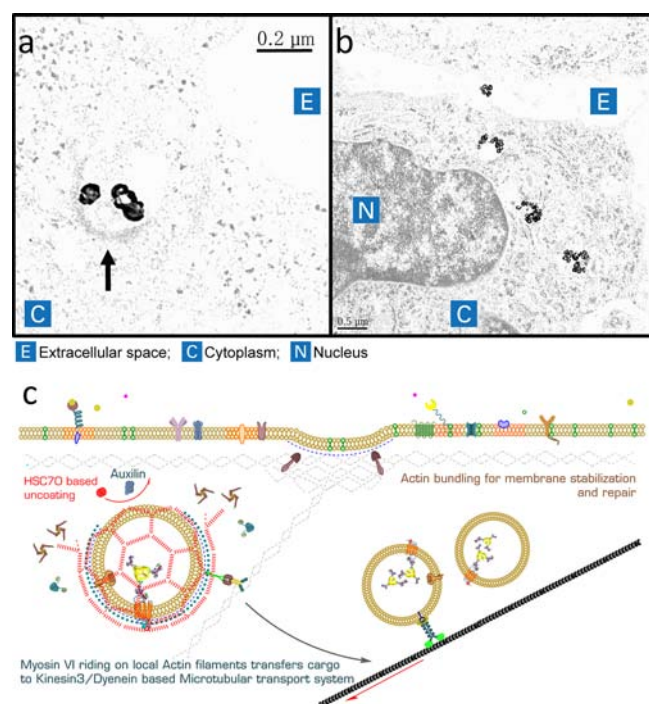 a
0.2 µm
E
C
b
E
N
C
0.5 µm
E Extracellular space; C Cytoplasm; N Nucleus
c
HSC70 based
uncoating
Auxilin
Actin bundling for membrane stabilization
and repair
Myosin VI riding on local Actin filaments transfers cargo
to Kinesin3/Dyenein based Microtubular transport system